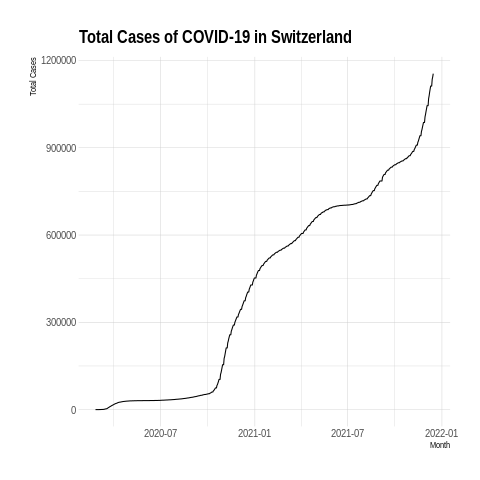 Total Cases of COVID-19 in Switzerland
Total Cases
1200000
900000
600000
300000
0
2020-07 2021-01 2021-07 2022-01
Month